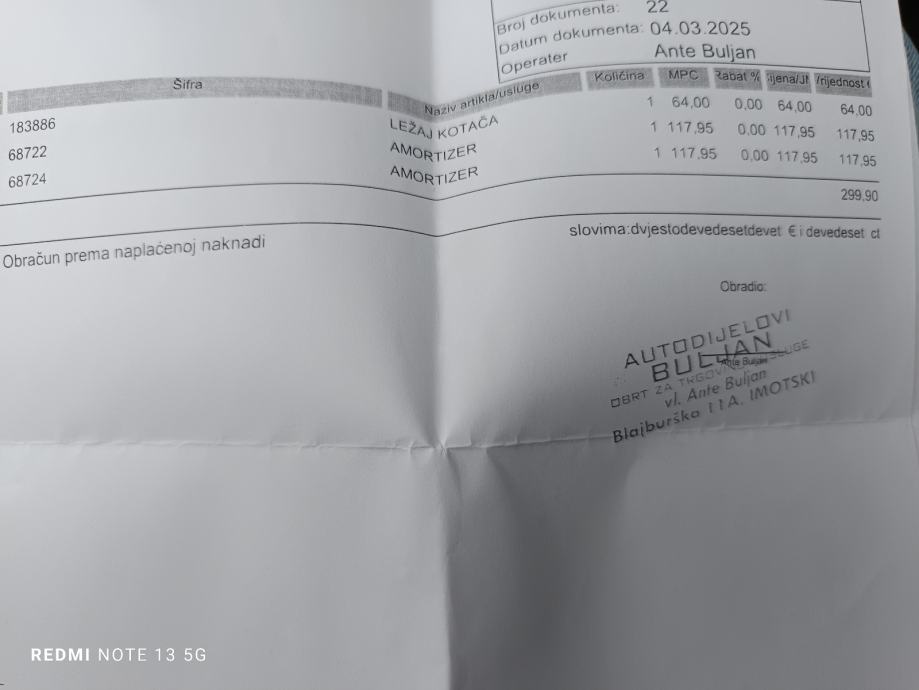 Broj dokumenta: 22
Datum dokumenta: 04.03.2025
Operater Ante Buljan
Šifra Naziv artikla/usluge Količina MPC Rabat %
183886 LEŽAJ KOTAČA 1 64,00 0,00 64,00 64,00
68722 AMORTIZER 1 117,95 0,00 117,95 117,95
68724 AMORTIZER 1 117,95 0,00 117,95 117,95
299,90
slovima:dvjestodevedesetdevet € i devedeset ct
Obračun prema naplaćenoj naknadi
Obradio:
AUTODIJELOVI
BULJAN
Ante Buljan
OBRT ZA TRGOVINU I USLUGE
vl. Ante Buljan
Blajburška 11A, IMOTSKI
REDMI NOTE 13 5G